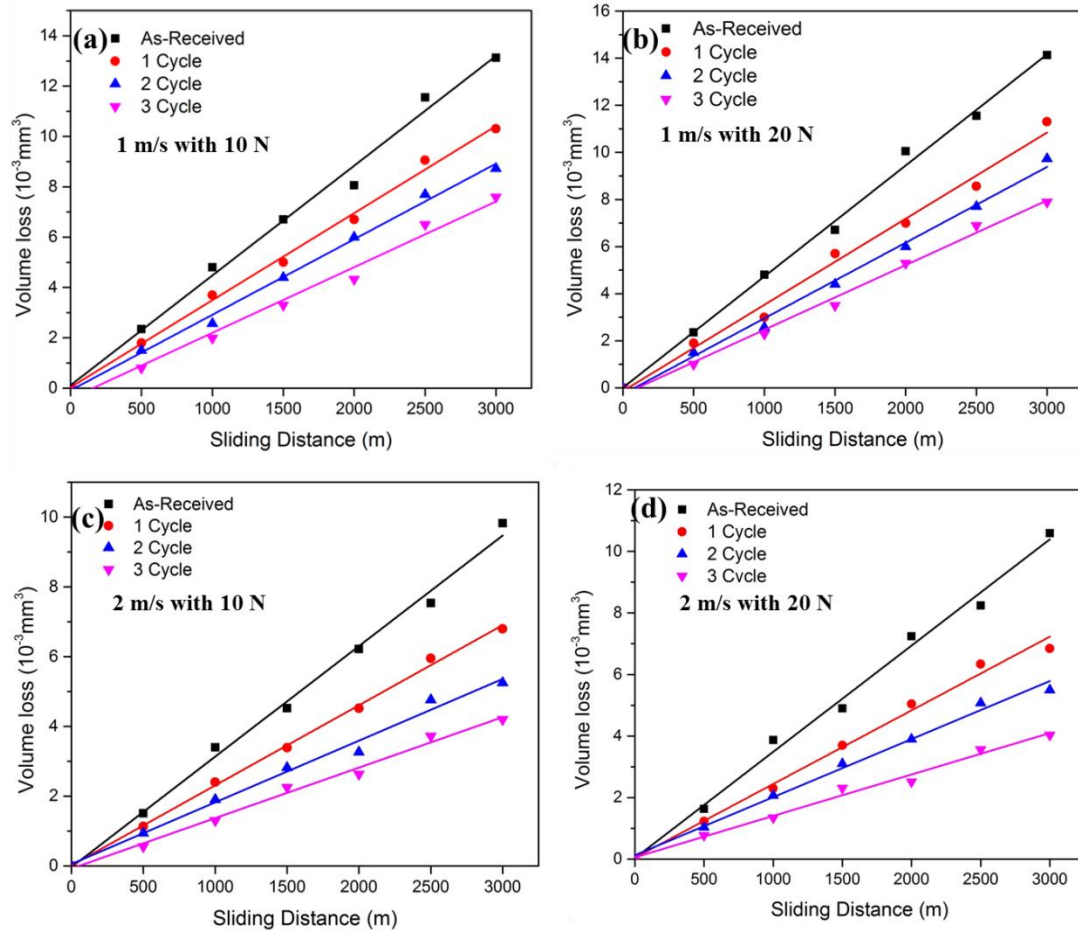 (a)
As-Received
1 Cycle
2 Cycle
3 Cycle
1 m/s with 10 N
Volume loss (10⁻³mm³)
14
12
10
8
6
4
2
0
0 500 1000 1500 2000 2500 3000
Sliding Distance (m)
(b)
As-Received
1 Cycle
2 Cycle
3 Cycle
1 m/s with 20 N
Volume loss (10⁻³mm³)
16
14
12
10
8
6
4
2
0
0 500 1000 1500 2000 2500 3000
Sliding Distance (m)
(c)
As-Received
1 Cycle
2 Cycle
3 Cycle
2 m/s with 10 N
Volume loss (10⁻³mm³)
10
8
6
4
2
0
0 500 1000 1500 2000 2500 3000
Sliding Distance (m)
(d)
As-Received
1 Cycle
2 Cycle
3 Cvcle
2 m/s with 20 N
Volume loss (10⁻³mm³)
12
10
8
6
4
2
0
0 500 1000 1500 2000 2500 3000
Sliding Distance (m)